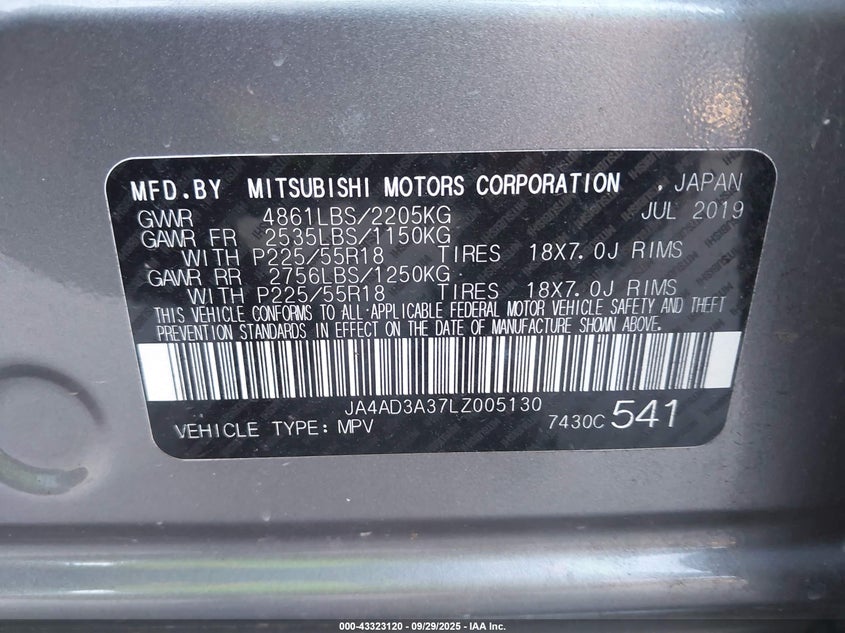 MFD.BY MITSUBISHI MOTORS CORPORATION . JAPAN
GVWR 4861LBS/2205KG JUL 2019
GAWR FR 2535LBS/1150KG
WITH P225/55R18 TIRES 18X7.0J RIMS
GAWR RR 2756LBS/1250KG
WITH P225/55R18 TIRES 18X7.0J RIMS
THIS VEHICLE CONFORMS TO ALL APPLICABLE FEDERAL MOTOR VEHICLE SAFETY AND THEFT
PREVENTION STANDARDS IN EFFECT ON THE DATE OF MANUFACTURE SHOWN ABOVE.
JA4AD3A37LZ005130
VEHICLE TYPE: MPV 7430C 541
000-43323120 - 09/29/2025 - IAA Inc.